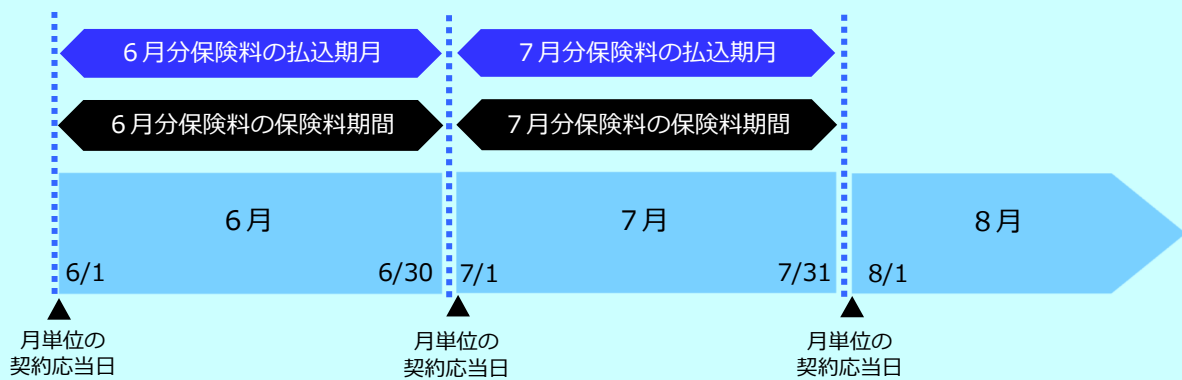 ６月分保険料の払込期月
７月分保険料の払込期月
６月分保険料の保険料期間
７月分保険料の保険料期間
６月
７月
８月
6/1
6/30
7/1
7/31
8/1
月単位の
契約応当日
月単位の
契約応当日
月単位の
契約応当日